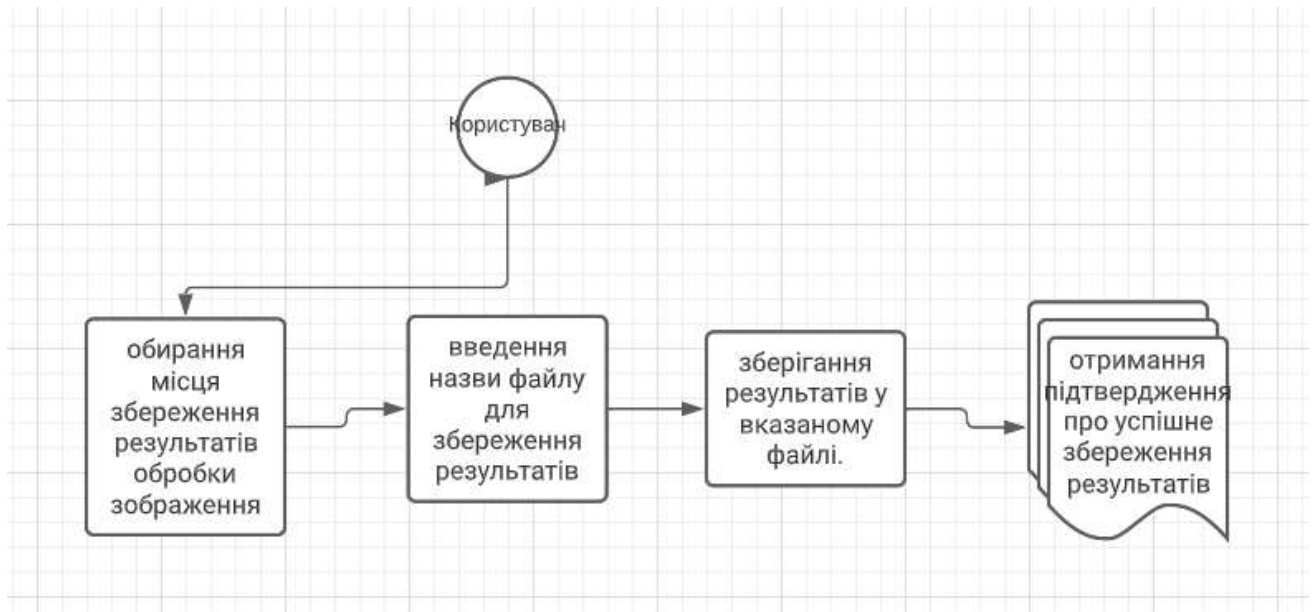 Користувач
обирання
місця
збереження
результатів
обробки
зображення
введення
назви файлу
для
збереження
результатів
зберігання
результатів у
вказаному
файлі.
отримання
підтвердження
про успішне
збереження
результатів